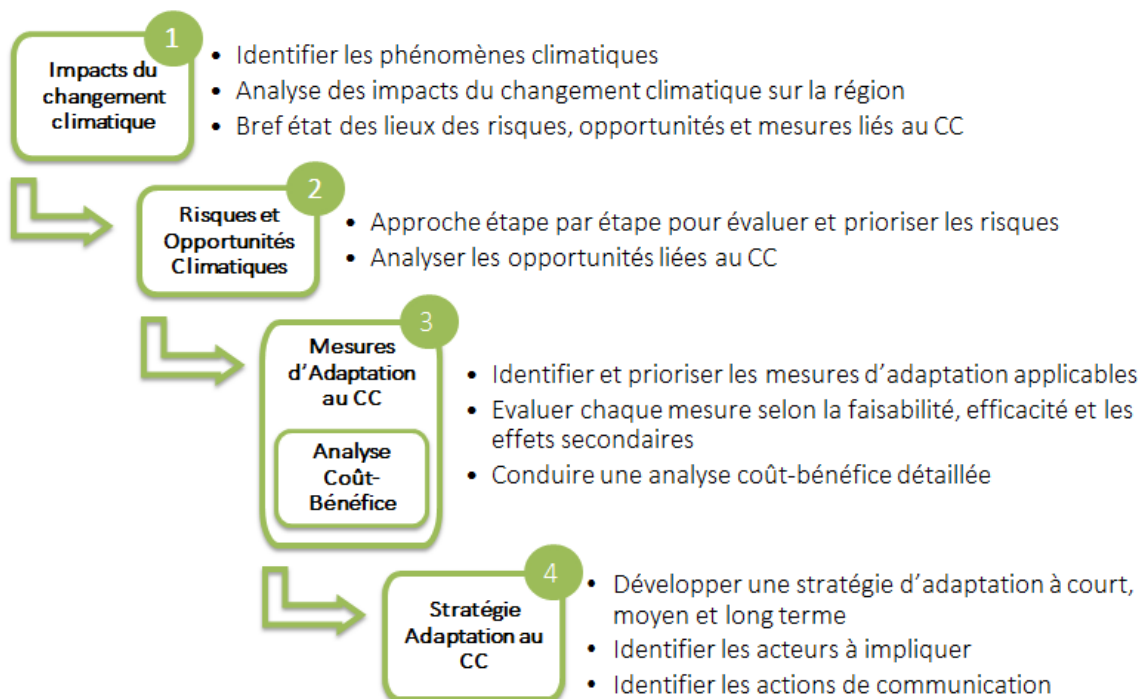 1
Impacts du
changement
climatique
• Identifier les phénomènes climatiques
• Analyse des impacts du changement climatique sur la région
• Bref état des lieux des risques, opportunités et mesures liés au CC
2
Risques et
Opportunités
Climatiques
• Approche étape par étape pour évaluer et prioriser les risques
• Analyser les opportunités liées au CC
3
Mesures
d’Adaptation
au CC
Analyse
Coût-
Bénéfice
• Identifier et prioriser les mesures d’adaptation applicables
• Evaluer chaque mesure selon la faisabilité, efficacité et les
effets secondaires
• Conduire une analyse coût-bénéfice détaillée
4
Stratégie
Adaptation au
CC
• Développer une stratégie d’adaptation à court,
moyen et long terme
• Identifier les acteurs à impliquer
• Identifier les actions de communication